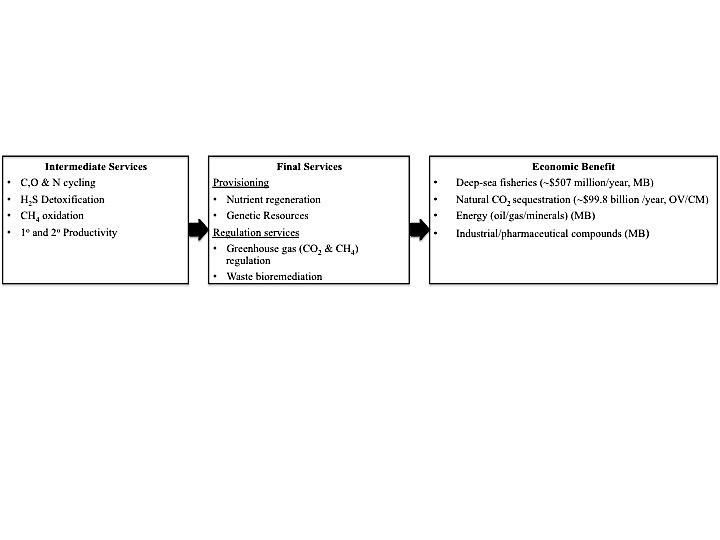 Intermediate Services
• C,O & N cycling
• H₂S Detoxification
• CH₄ oxidation
• 1º and 2º Productivity
Final Services
Provisioning
• Nutrient regeneration
• Genetic Resources
Regulation services
• Greenhouse gas (CO₂ & CH₄)
regulation
• Waste bioremediation
Economic Benefit
• Deep-sea fisheries (~$507 million/year, MB)
• Natural CO₂ sequestration (~$99.8 billion /year, OV/CM)
• Energy (oil/gas/minerals) (MB)
• Industrial/pharmaceutical compounds (MB)